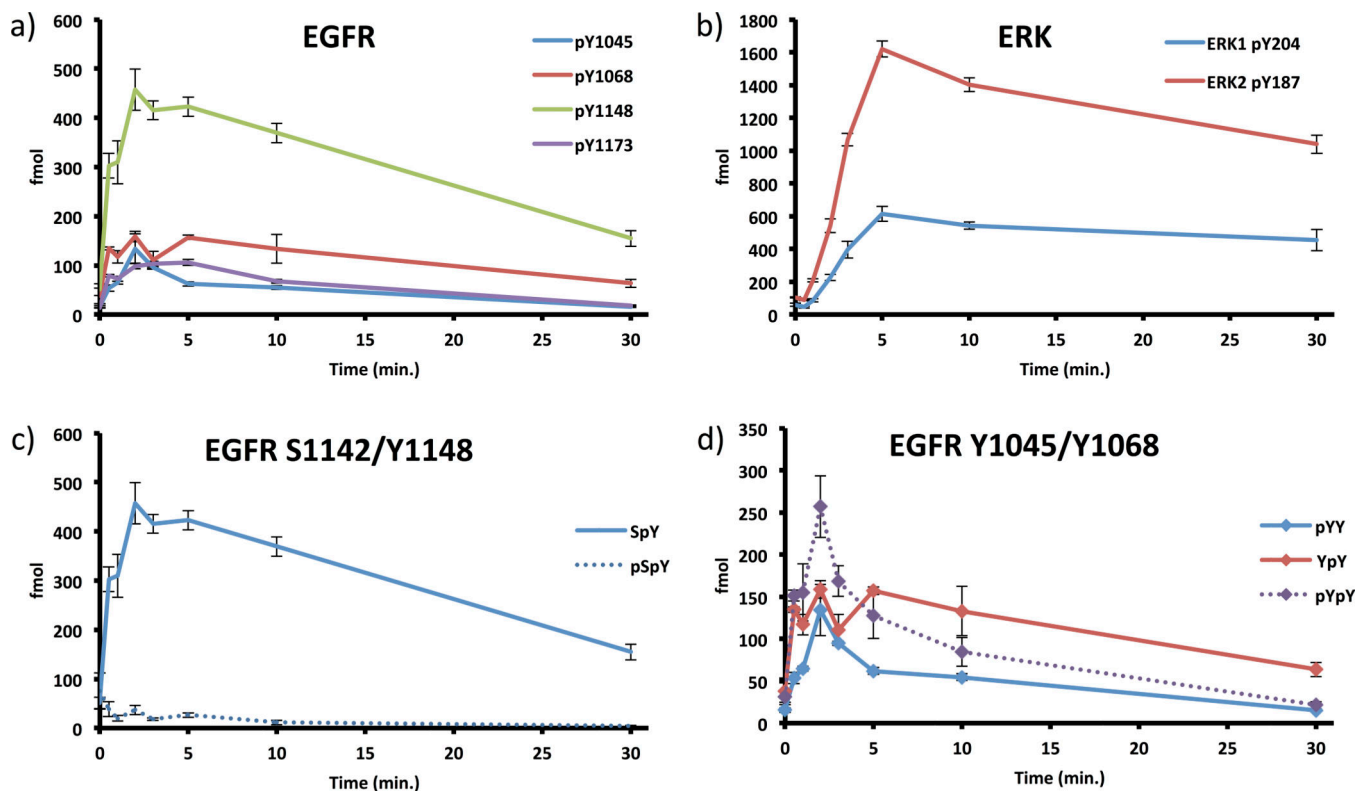 a)
EGFR
600
500
400
300
200
100
0
fmol
0
5
10
15
20
25
30
Time (min.)
pY1045
pY1068
pY1148
pY1173
b)
ERK
1800
1600
1400
1200
1000
800
600
400
200
0
fmol
0
5
10
15
20
25
30
Time (min.)
ERK1 pY204
ERK2 pY187
c)
EGFR S1142/Y1148
600
500
400
300
200
100
0
fmol
0
5
10
15
20
25
30
Time (min.)
SpY
pSpY
d)
EGFR Y1045/Y1068
350
300
250
200
150
100
50
0
fmol
0
5
10
15
20
25
30
Time (min.)
pYY
YpY
pYpY